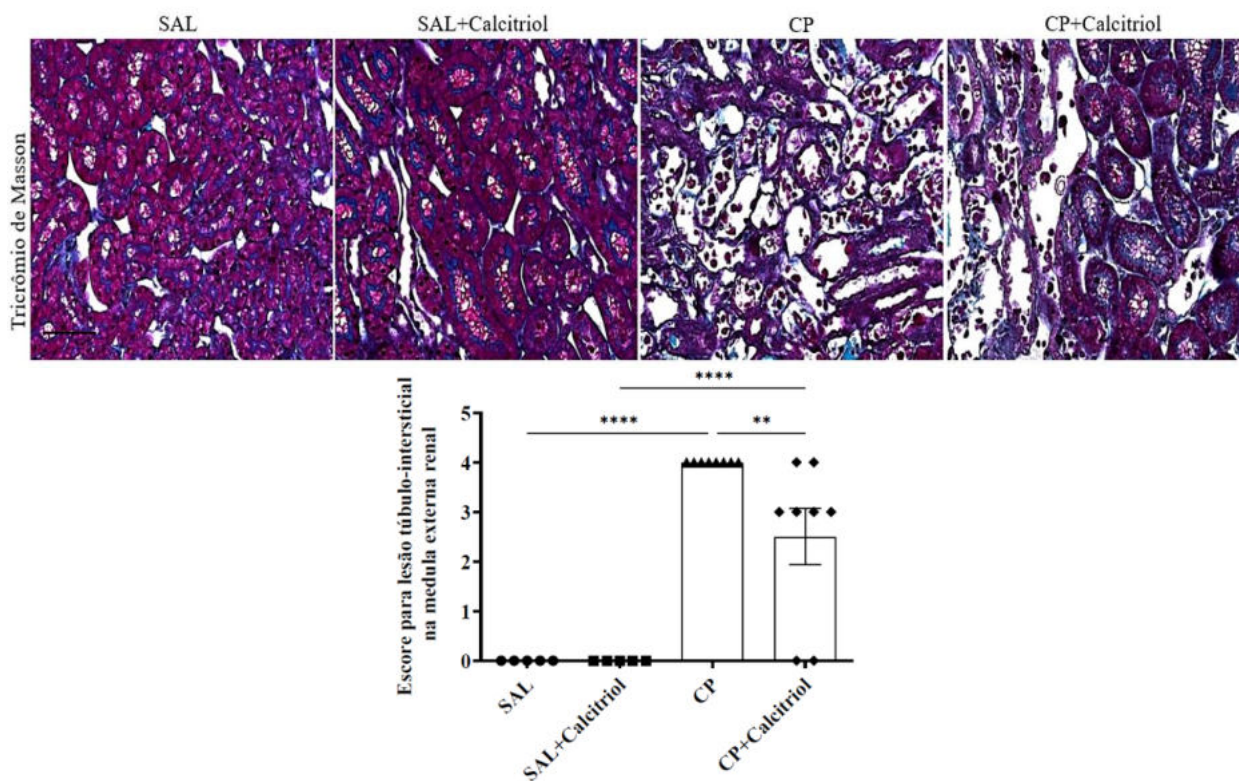 SAL SAL+Calcitriol CP CP+Calcitriol
Tricrômio de Masson
****
**** **
Escore para lesão túbulo-intersticial
na medula externa renal
5
4
3
2
1
0
SAL
SAL+Calcitriol
CP
CP+Calcitriol